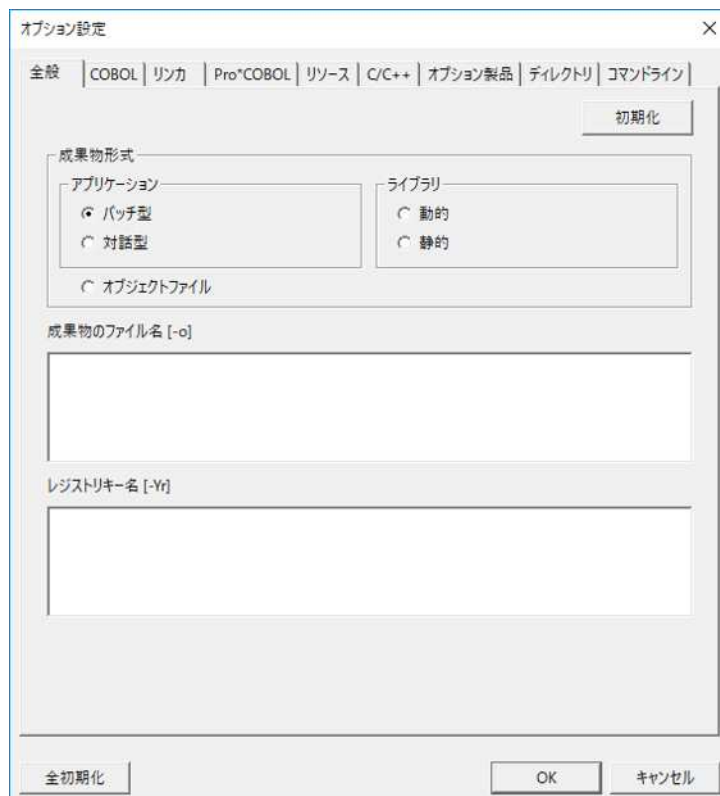 オプション設定
全般 COBOL リンカ Pro*COBOL リソース C/C++ オプション製品 ディレクトリ コマンドライン
初期化
成果物形式
アプリケーション ライブラリ
バッチ型 動的
対話型 静的
オブジェクトファイル
成果物のファイル名 [-o]
レジストリキー名 [-Yr]
全初期化 OK キャンセル